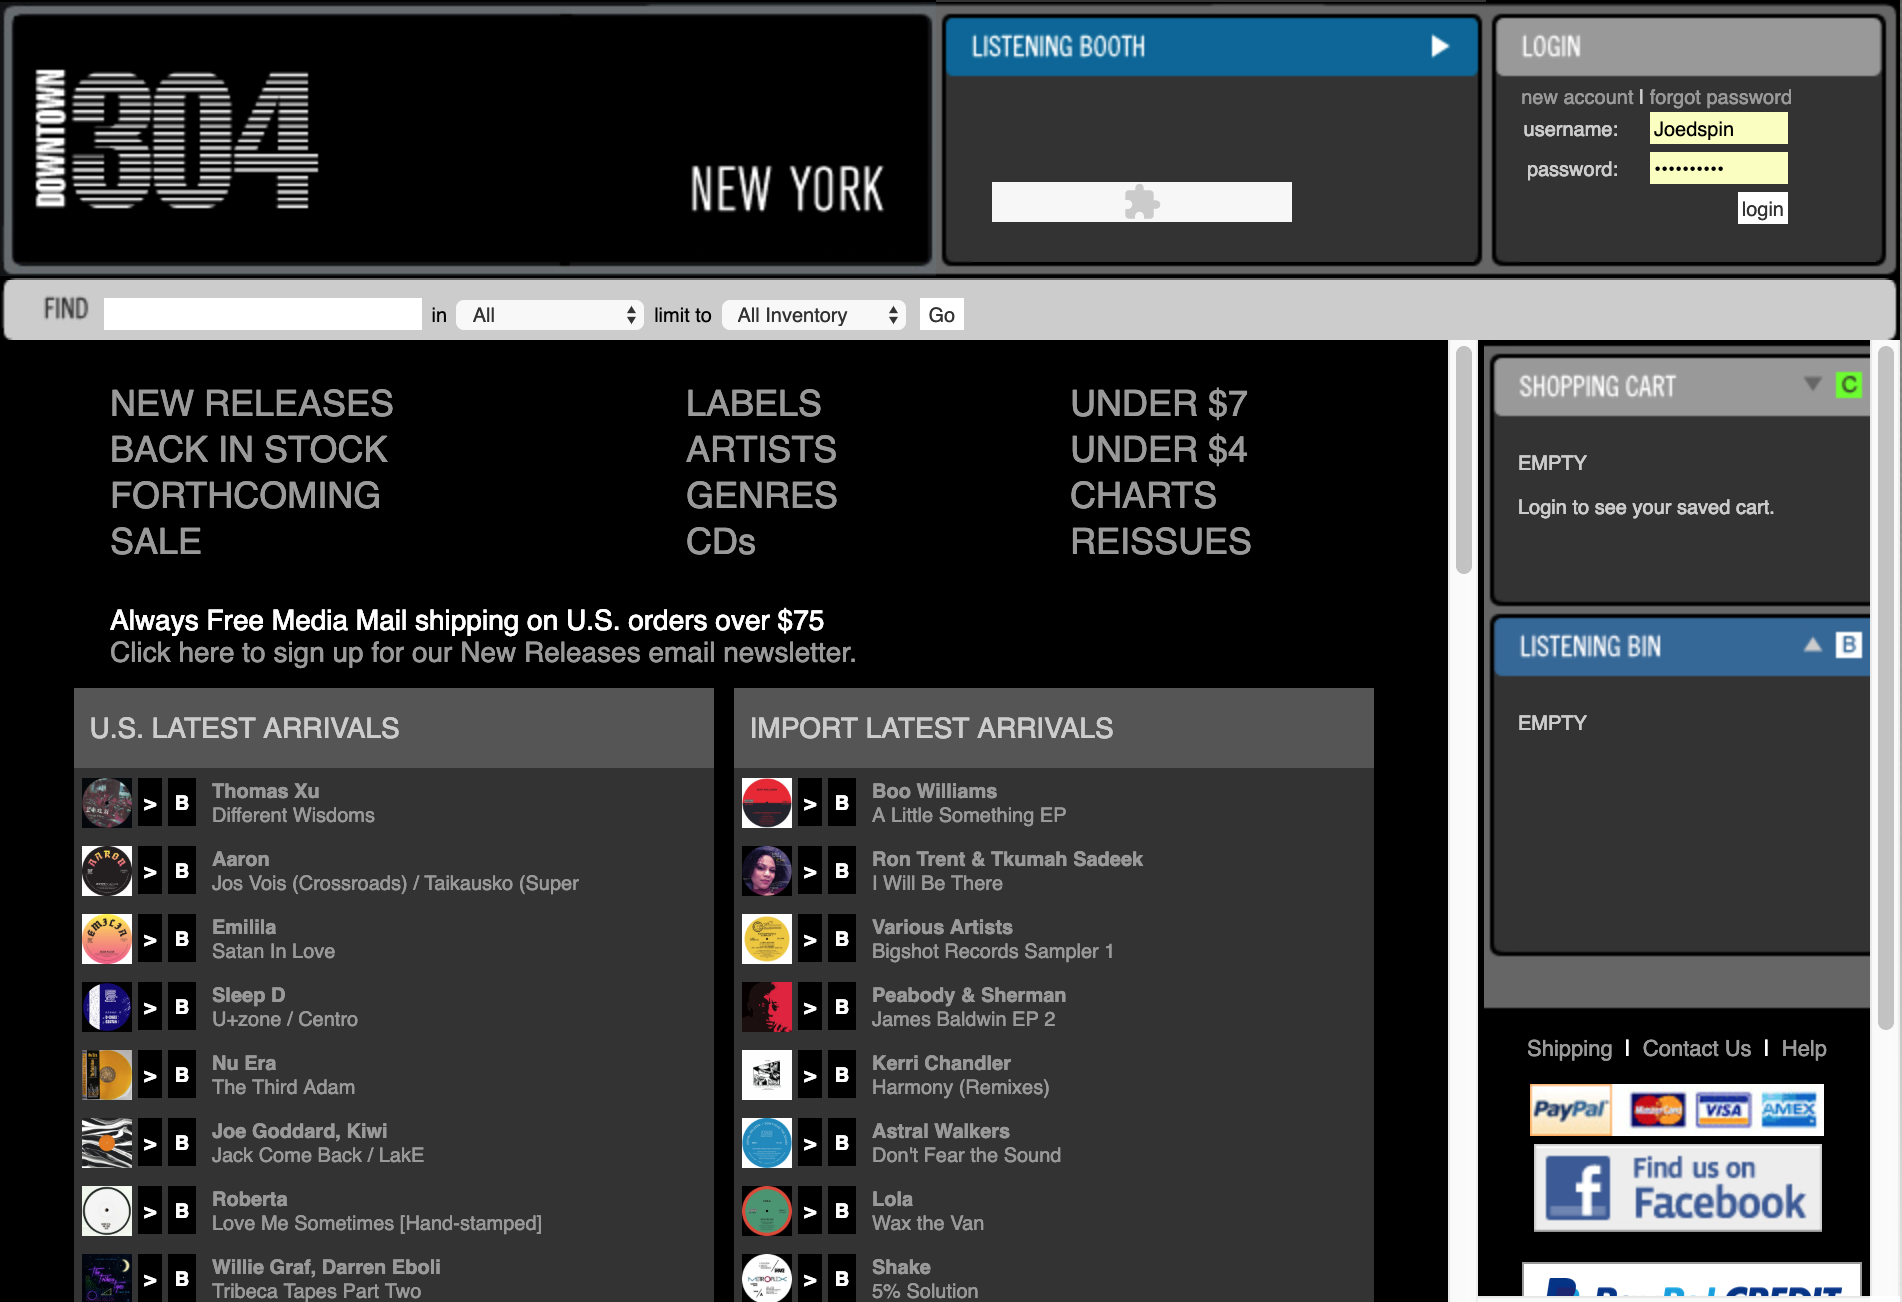 DOWNTOWN
304
NEW YORK
LISTENING BOOTH
LOGIN
new account | forgot password
username: Joedspin
password: ••••••••••
login
FIND in All limit to All Inventory Go
NEW RELEASES
BACK IN STOCK
FORTHCOMING
SALE
LABELS
ARTISTS
GENRES
CDs
UNDER $7
UNDER $4
CHARTS
REISSUES
Always Free Media Mail shipping on U.S. orders over $75
Click here to sign up for our New Releases email newsletter.
U.S. LATEST ARRIVALS
> B Thomas Xu
Different Wisdoms
AARON
> B Aaron
Jos Vois (Crossroads) / Taikausko (Super
> B Emilila
Satan In Love
> B Sleep D
U+zone / Centro
> B Nu Era
The Third Adam
> B Joe Goddard, Kiwi
Jack Come Back / LakE
> B Roberta
Love Me Sometimes [Hand-stamped]
> B Willie Graf, Darren Eboli
Tribeca Tapes Part Two
IMPORT LATEST ARRIVALS
> B Boo Williams
A Little Something EP
> B Ron Trent & Tkumah Sadeek
I Will Be There
> B Various Artists
Bigshot Records Sampler 1
> B Peabody & Sherman
James Baldwin EP 2
> B Kerri Chandler
Harmony (Remixes)
> B Astral Walkers
Don't Fear the Sound
> B Lola
Wax the Van
> B Shake
5% Solution
SHOPPING CART C
EMPTY
Login to see your saved cart.
LISTENING BIN B
EMPTY
Shipping | Contact Us | Help
PayPal MasterCard VISA AMEX
f Find us on
Facebook
PayPal CREDIT